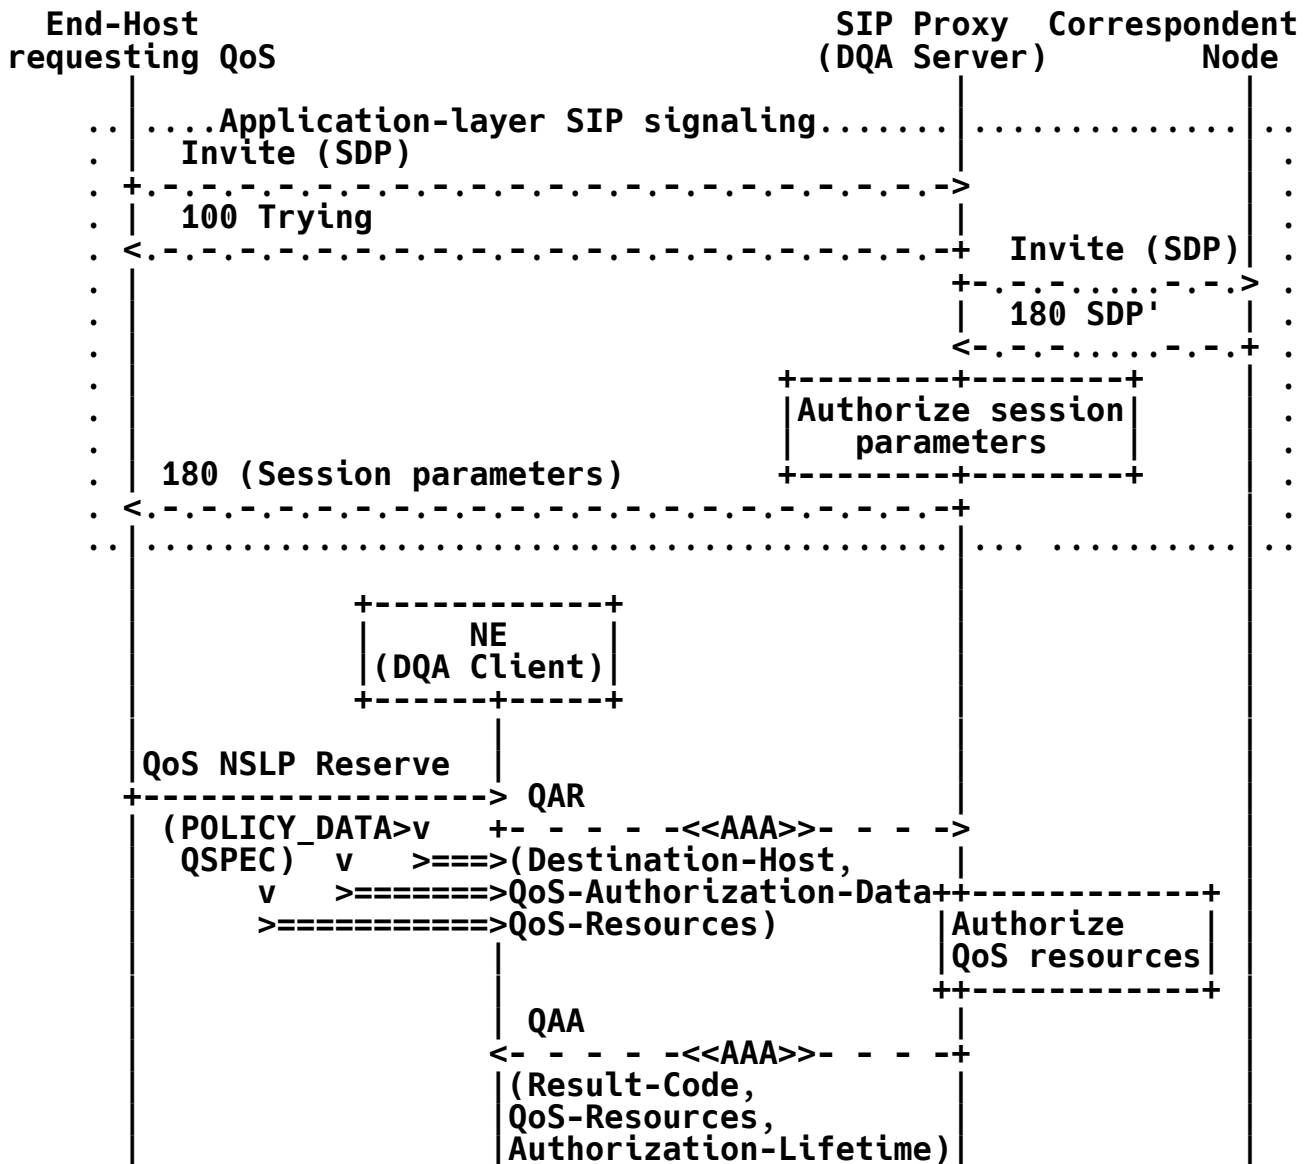 End-Host SIP Proxy Correspondent
requesting QoS (DQA Server) Node
Application-layer SIP signaling
Invite (SDP)
100 Trying
Invite (SDP)
180 SDP'
Authorize session
parameters
180 (Session parameters)
NE
(DQA Client)
QoS NSLP Reserve
QAR
(POLICY_DATA>v <<AAA>>
QSPEC) v >===>(Destination-Host,
v >=======>QoS-Authorization-Data
>===========>QoS-Resources) Authorize
QoS resources
QAA
<<AAA>>
(Result-Code,
QoS-Resources,
Authorization-Lifetime)